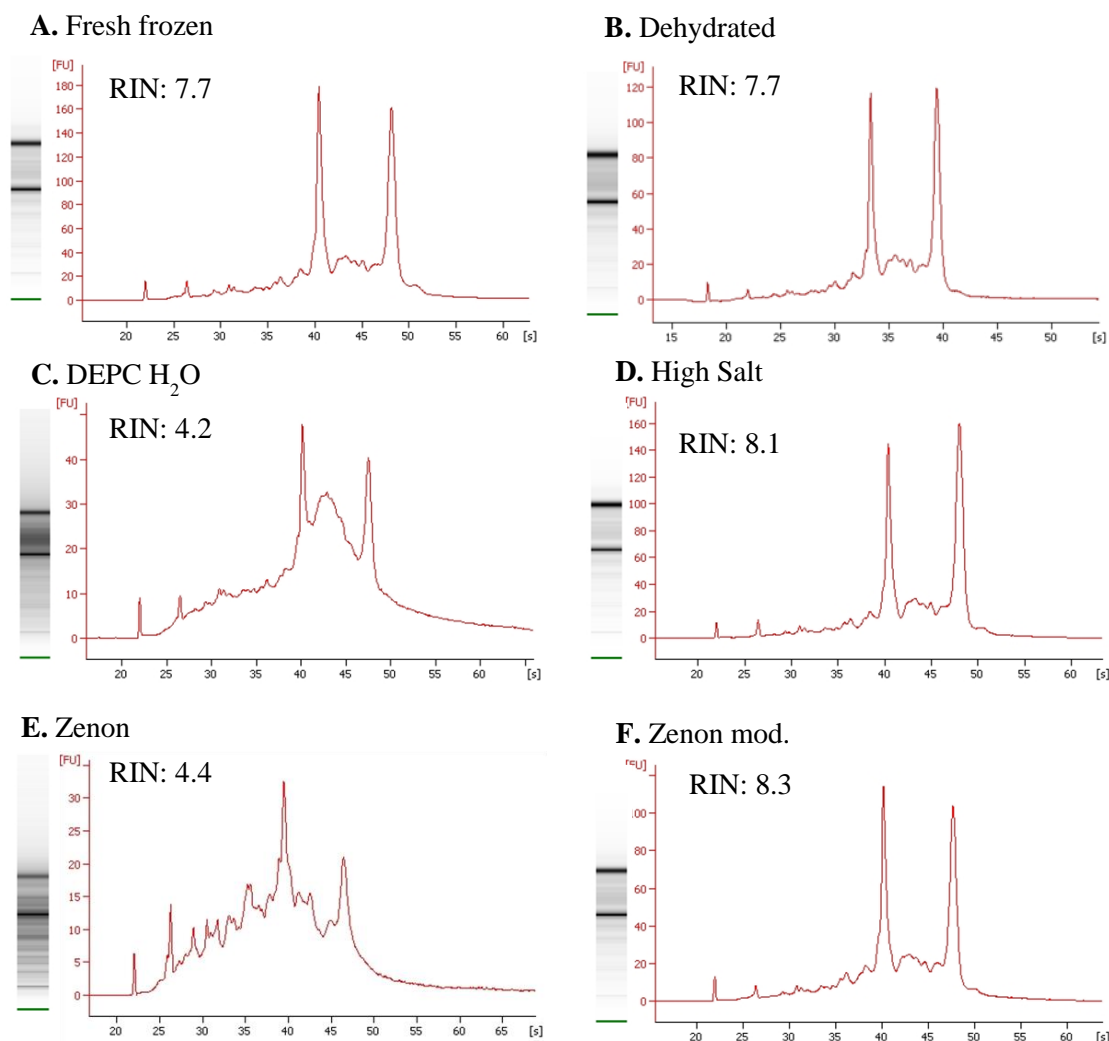 A. Fresh frozen
[FU]
RIN: 7.7
180
160
140
120
100
80
60
40
20
0
20 25 30 35 40 45 50 55 60 [s]
B. Dehydrated
[FU]
RIN: 7.7
120
100
80
60
40
20
0
15 20 25 30 35 40 45 50 [s]
C. DEPC H2O
[FU]
RIN: 4.2
40
30
20
10
0
20 25 30 35 40 45 50 55 60 [s]
D. High Salt
FU]
RIN: 8.1
160
140
120
100
80
60
40
20
0
20 25 30 35 40 45 50 55 60 [s]
E. Zenon
[FU]
RIN: 4.4
30
25
20
15
10
5
0
20 25 30 35 40 45 50 55 60 65 [s]
F. Zenon mod.
FU]
RIN: 8.3
00
80
60
40
20
0
20 25 30 35 40 45 50 55 60 [s]